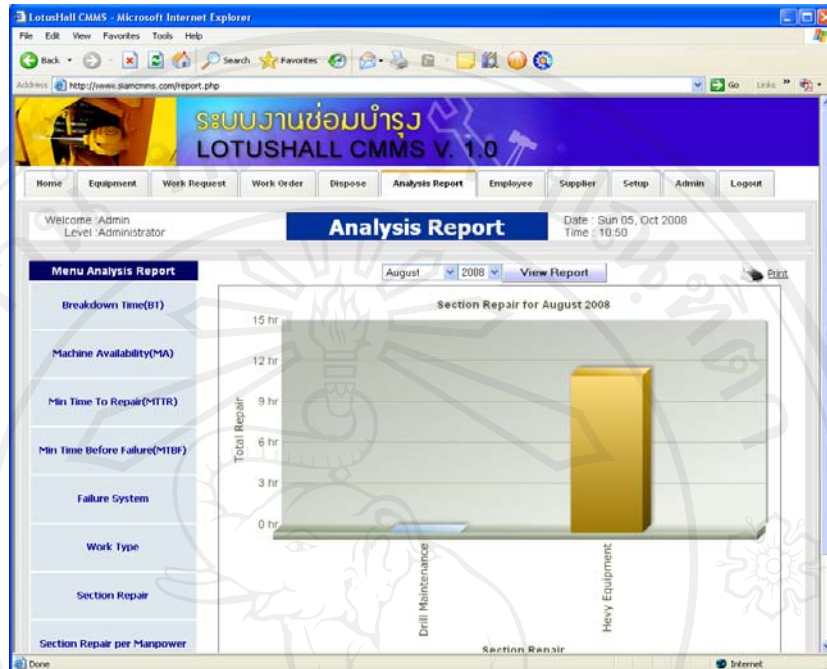 LotusHall CMMS - Microsoft Internet Explorer
File Edit View Favorites Tools Help
Back Search Favorites
Address http://www.siamcmms.com/report.php Go Links
ระบบงานซ่อมบำรุง
LOTUSHALL CMMS V. 1.0
Home Equipment Work Request Work Order Dispose Analysis Report Employee Supplier Setup Admin Logout
Welcome :Admin
Level :Administrator
Analysis Report
Date : Sun 05, Oct 2008
Time : 10:50
Menu Analysis Report
Breakdown Time(BT)
Machine Availability(MA)
Min Time To Repair(MTTR)
Min Time Before Failure(MTBF)
Failure System
Work Type
Section Repair
Section Repair per Manpower
August 2008 View Report Print
Section Repair for August 2008
15 hr
12 hr
9 hr
6 hr
3 hr
0 hr
Total Repair
Drill Maintenance
Hevy Equipment
Section Repair
Done Internet